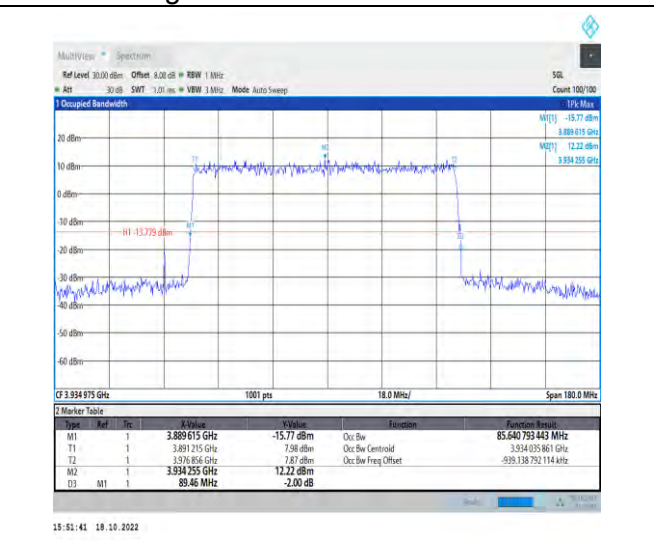 MultiView Spectrum
Ref Level 30.00 dBm Offset 8.00 dB RBW 1 MHz SGL
Att 30 dB SWT 1.01 ms VBW 3 MHz Mode Auto Sweep Count 100/100
1 Occupied Bandwidth 1Pk Max
M1[1] -15.77 dBm
3.889 615 GHz
M2[1] 12.22 dBm
3.934 255 GHz
20 dBm
M2
T1 T2
10 dBm
0 dBm
-10 dBm
M1
H1 -13.779 dBm
D3
-20 dBm
-30 dBm
-40 dBm
-50 dBm
-60 dBm
CF 3.934 975 GHz 1001 pts 18.0 MHz/ Span 180.0 MHz
2 Marker Table
Type Ref Trc X-Value Y-Value Function Function Result
M1 1 3.889 615 GHz -15.77 dBm Occ Bw 85.640 793 443 MHz
T1 1 3.891 215 GHz 7.98 dBm Occ Bw Centroid 3.934 035 861 GHz
T2 1 3.976 856 GHz 7.87 dBm Occ Bw Freq Offset -939.138 792 114 kHz
M2 1 3.934 255 GHz 12.22 dBm
D3 M1 1 89.46 MHz -2.00 dB
15:51:41 18.10.2022